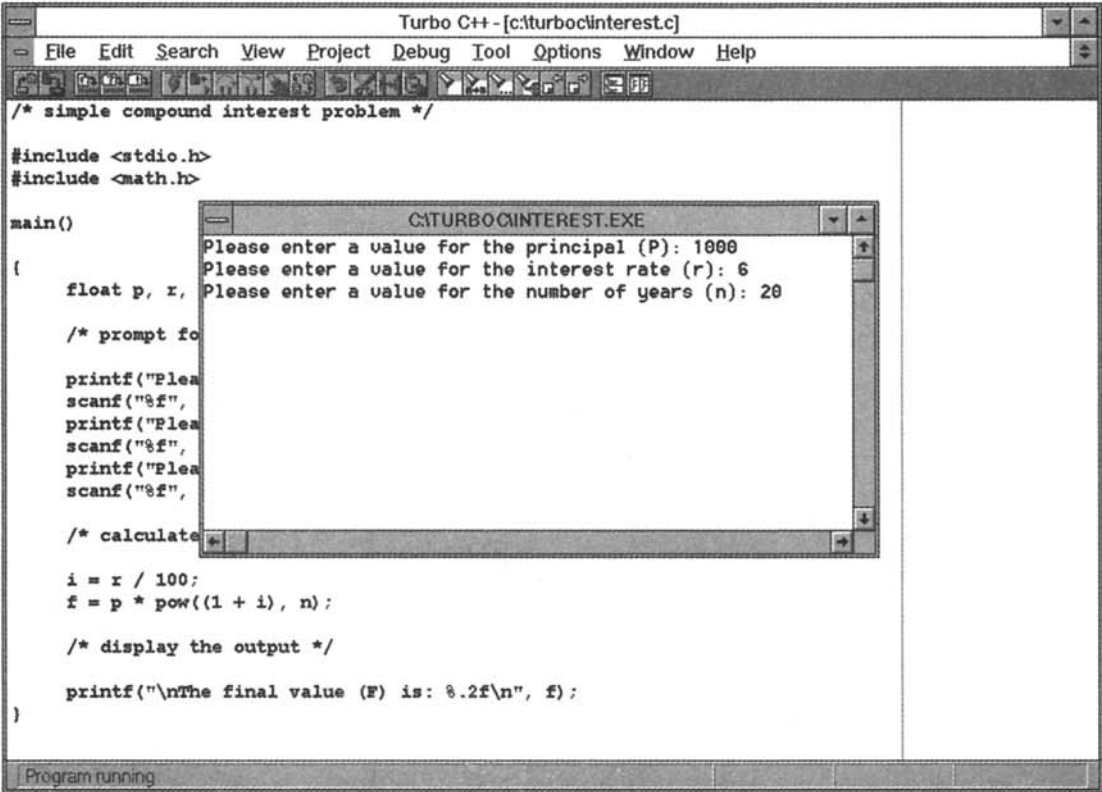 Turbo C++ - [c:\turboc\interest.c]
File Edit Search View Project Debug Tool Options Window Help
/* simple compound interest problem */
#include <stdio.h>
#include <math.h>
main()
{
float p, r,
/* prompt fo
printf("Plea
scanf("%f",
printf("Plea
scanf("%f",
printf("Plea
scanf("%f",
/* calculate
i = r / 100;
f = p * pow((1 + i), n);
/* display the output */
printf("\nThe final value (F) is: %.2f\n", f);
}
C:\TURBOC\INTEREST.EXE
Please enter a value for the principal (P): 1000
Please enter a value for the interest rate (r): 6
Please enter a value for the number of years (n): 20
Program running